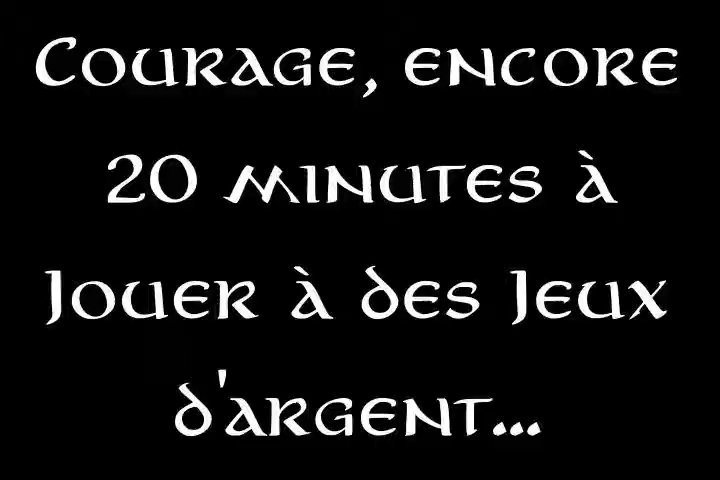 Courage, encore
20 minutes à
Jouer à des Jeux
d'argent...